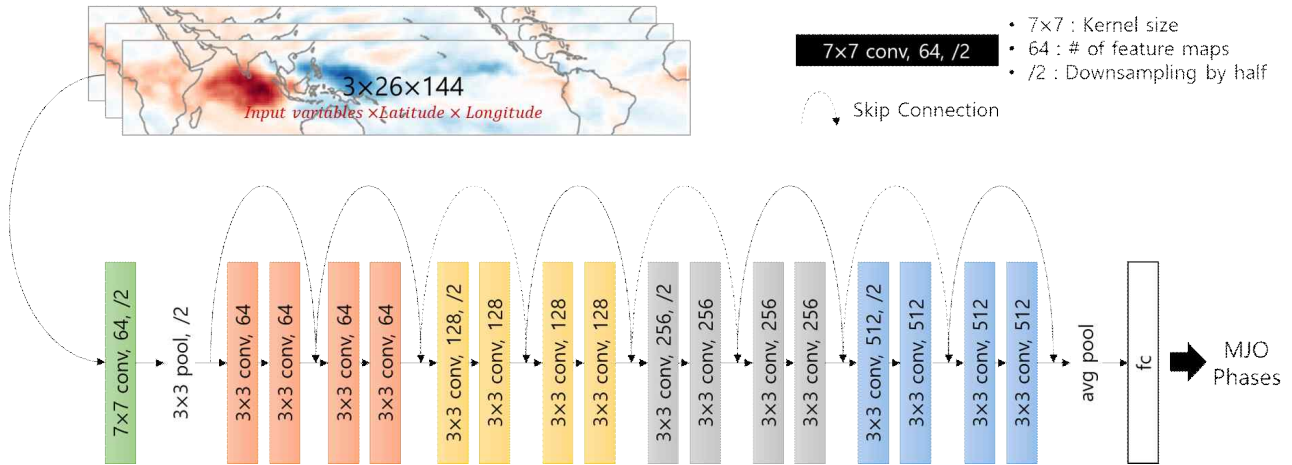 3×26×144
Input variables ×Latitude × Longitude
7×7 conv, 64, /2
• 7×7 : Kernel size
• 64 : # of feature maps
• /2 : Downsampling by half
Skip Connection
7×7 conv, 64, /2
3×3 pool, /2
3×3 conv, 64
3×3 conv, 64
3×3 conv, 64
3×3 conv, 64
3×3 conv, 128, /2
3×3 conv, 128
3×3 conv, 128
3×3 conv, 128
3×3 conv, 256, /2
3×3 conv, 256
3×3 conv, 256
3×3 conv, 256
3×3 conv, 512, /2
3×3 conv, 512
3×3 conv, 512
3×3 conv, 512
avg pool
fc
MJO
Phases